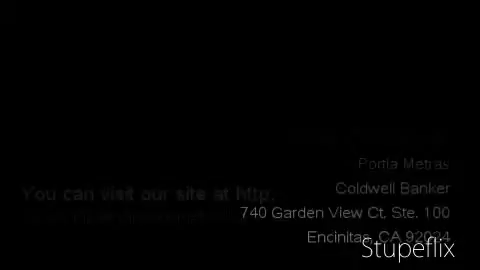 You can visit our site at http.
Portia Metras
Coldwell Banker
740 Garden View Ct. Ste. 100
Encinitas, CA 92024
Stupeflix